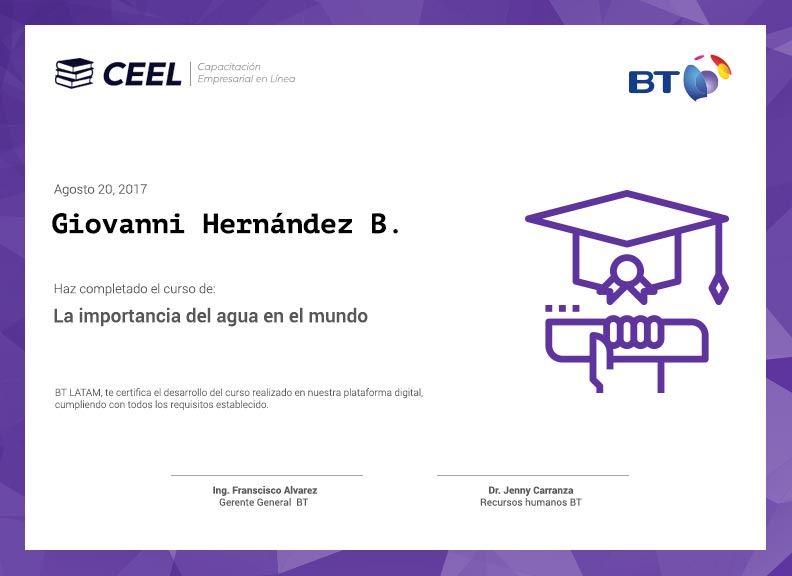 CEEL
Capacitación
Empresarial en Línea
BT
Agosto 20, 2017
Giovanni Hernández B.
Haz completado el curso de:
La importancia del agua en el mundo
BT LATAM, te certifica el desarrollo del curso realizado en nuestra plataforma digital,
cumpliendo con todos los requisitos establecido.
Ing. Franscisco Alvarez
Gerente General BT
Dr. Jenny Carranza
Recursos humanos BT